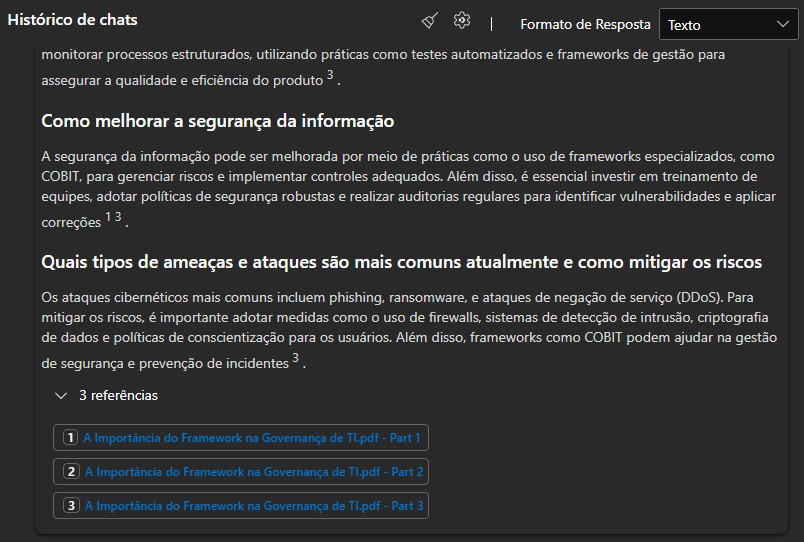 Histórico de chats
Formato de Resposta
Texto
monitorar processos estruturados, utilizando práticas como testes automatizados e frameworks de gestão para
assegurar a qualidade e eficiência do produto 3 .
Como melhorar a segurança da informação
A segurança da informação pode ser melhorada por meio de práticas como o uso de frameworks especializados, como
COBIT, para gerenciar riscos e implementar controles adequados. Além disso, é essencial investir em treinamento de
equipes, adotar políticas de segurança robustas e realizar auditorias regulares para identificar vulnerabilidades e aplicar
correções 1 3 .
Quais tipos de ameaças e ataques são mais comuns atualmente e como mitigar os riscos
Os ataques cibernéticos mais comuns incluem phishing, ransomware, e ataques de negação de serviço (DDoS). Para
mitigar os riscos, é importante adotar medidas como o uso de firewalls, sistemas de detecção de intrusão, criptografia
de dados e políticas de conscientização para os usuários. Além disso, frameworks como COBIT podem ajudar na gestão
de segurança e prevenção de incidentes 3 .
3 referências
1 A Importância do Framework na Governança de TI.pdf - Part 1
2 A Importância do Framework na Governança de TI.pdf - Part 2
3 A Importância do Framework na Governança de TI.pdf - Part 3